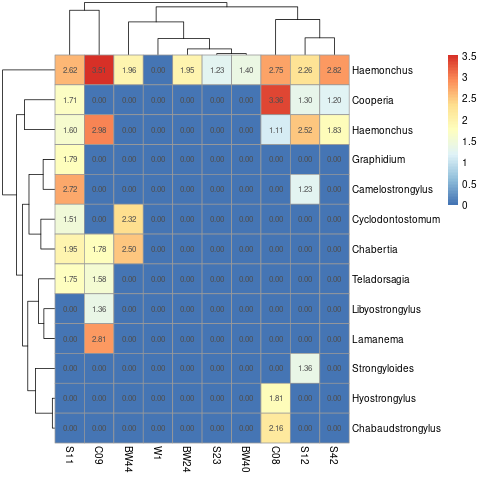 2.62 3.51 1.96 0.00 1.95 1.23 1.40 2.75 2.26 2.82 Haemonchus
1.71 0.00 0.00 0.00 0.00 0.00 0.00 3.36 1.30 1.20 Cooperia
1.60 2.98 0.00 0.00 0.00 0.00 0.00 1.11 2.52 1.83 Haemonchus
1.79 0.00 0.00 0.00 0.00 0.00 0.00 0.00 0.00 0.00 Graphidium
2.72 0.00 0.00 0.00 0.00 0.00 0.00 0.00 1.23 0.00 Camelostrongylus
1.51 0.00 2.32 0.00 0.00 0.00 0.00 0.00 0.00 0.00 Cyclodontostomum
1.95 1.78 2.50 0.00 0.00 0.00 0.00 0.00 0.00 0.00 Chabertia
1.75 1.58 0.00 0.00 0.00 0.00 0.00 0.00 0.00 0.00 Teladorsagia
0.00 1.36 0.00 0.00 0.00 0.00 0.00 0.00 0.00 0.00 Libyostrongylus
0.00 2.81 0.00 0.00 0.00 0.00 0.00 0.00 0.00 0.00 Lamanema
0.00 0.00 0.00 0.00 0.00 0.00 0.00 0.00 1.36 0.00 Strongyloides
0.00 0.00 0.00 0.00 0.00 0.00 0.00 1.81 0.00 0.00 Hyostrongylus
0.00 0.00 0.00 0.00 0.00 0.00 0.00 2.16 0.00 0.00 Chabaudstrongylus
S11 C09 BW44 W1 BW24 S23 BW40 C08 S12 S42
3.5
3
2.5
2
1.5
1
0.5
0